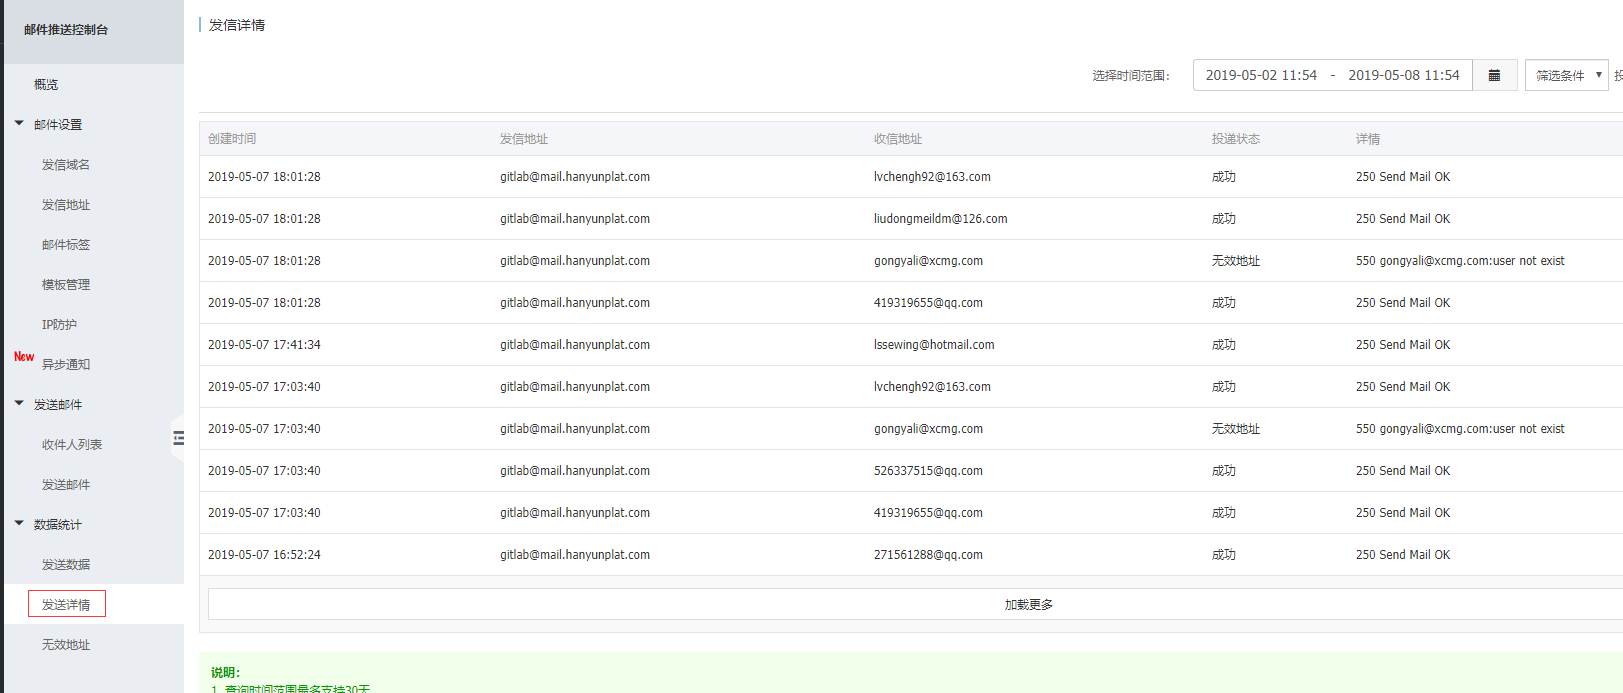 邮件推送控制台
概览
邮件设置
发信域名
发信地址
邮件标签
模板管理
IP防护
New 异步通知
发送邮件
收件人列表
发送邮件
数据统计
发送数据
发送详情
无效地址
发信详情
选择时间范围： 2019-05-02 11:54 - 2019-05-08 11:54 筛选条件
创建时间 发信地址 收信地址 投递状态 详情
2019-05-07 18:01:28 gitlab@mail.hanyunplat.com lvchengh92@163.com 成功 250 Send Mail OK
2019-05-07 18:01:28 gitlab@mail.hanyunplat.com liudongmeildm@126.com 成功 250 Send Mail OK
2019-05-07 18:01:28 gitlab@mail.hanyunplat.com gongyali@xcmg.com 无效地址 550 gongyali@xcmg.com:user not exist
2019-05-07 18:01:28 gitlab@mail.hanyunplat.com 419319655@qq.com 成功 250 Send Mail OK
2019-05-07 17:41:34 gitlab@mail.hanyunplat.com lssewing@hotmail.com 成功 250 Send Mail OK
2019-05-07 17:03:40 gitlab@mail.hanyunplat.com lvchengh92@163.com 成功 250 Send Mail OK
2019-05-07 17:03:40 gitlab@mail.hanyunplat.com gongyali@xcmg.com 无效地址 550 gongyali@xcmg.com:user not exist
2019-05-07 17:03:40 gitlab@mail.hanyunplat.com 526337515@qq.com 成功 250 Send Mail OK
2019-05-07 17:03:40 gitlab@mail.hanyunplat.com 419319655@qq.com 成功 250 Send Mail OK
2019-05-07 16:52:24 gitlab@mail.hanyunplat.com 271561288@qq.com 成功 250 Send Mail OK
加载更多
说明：
1. 查询时间范围最多支持30天